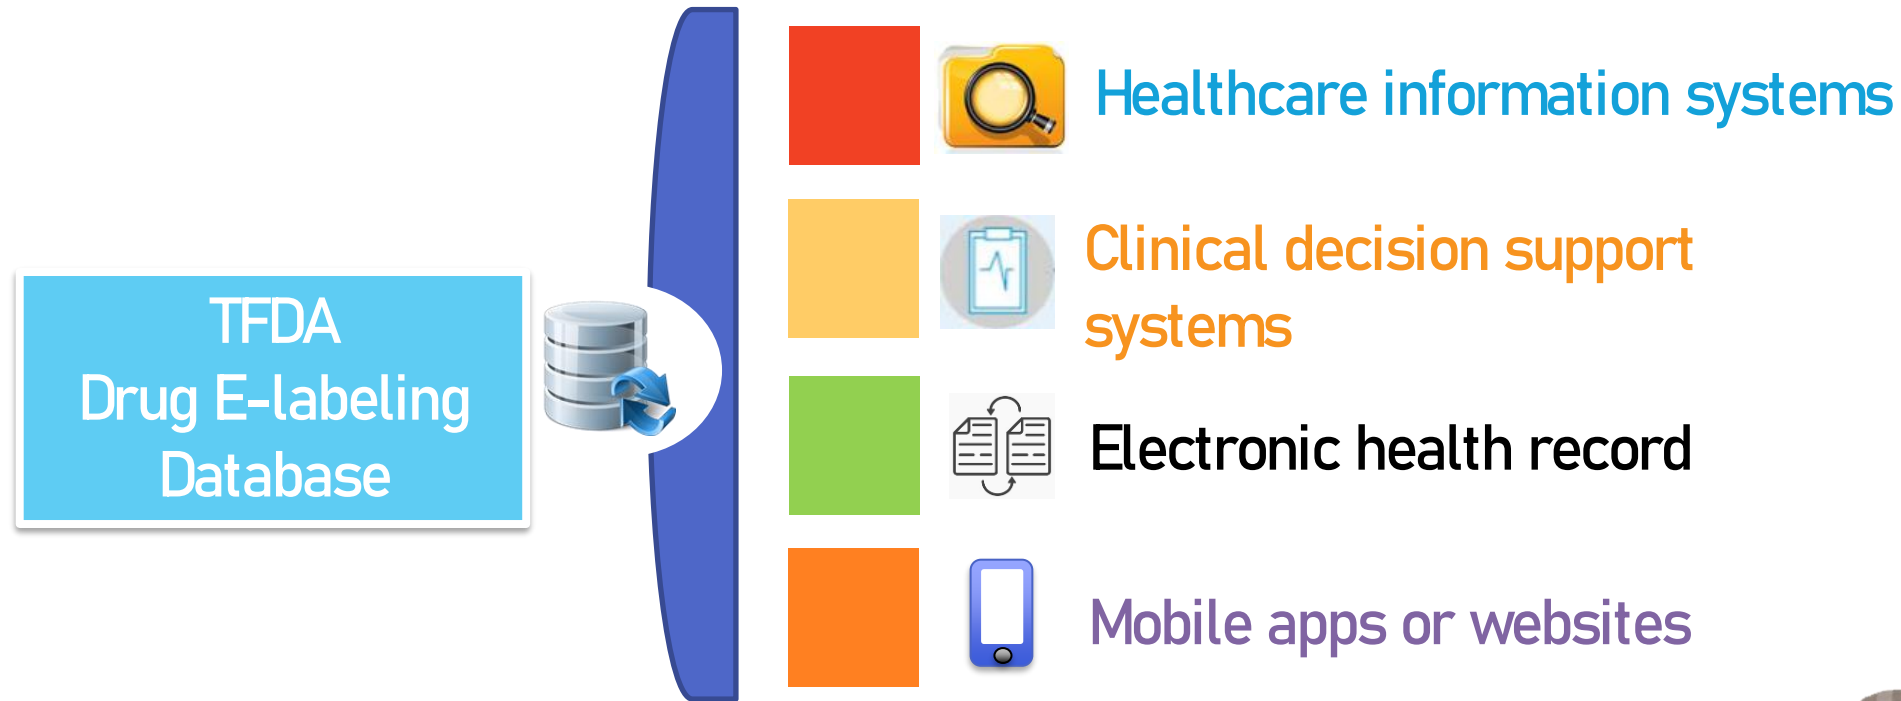 TFDA
Drug E-labeling
Database
Healthcare information systems
Clinical decision support
systems
Electronic health record
Mobile apps or websites